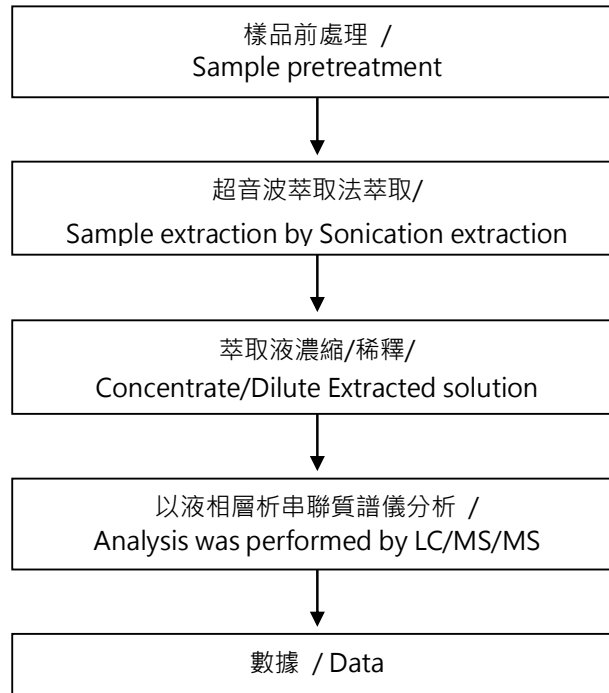 樣品前處理 /
Sample pretreatment
超音波萃取法萃取/
Sample extraction by Sonication extraction
萃取液濃縮/稀釋/
Concentrate/Dilute Extracted solution
以液相層析串聯質譜儀分析 /
Analysis was performed by LC/MS/MS
數據 / Data